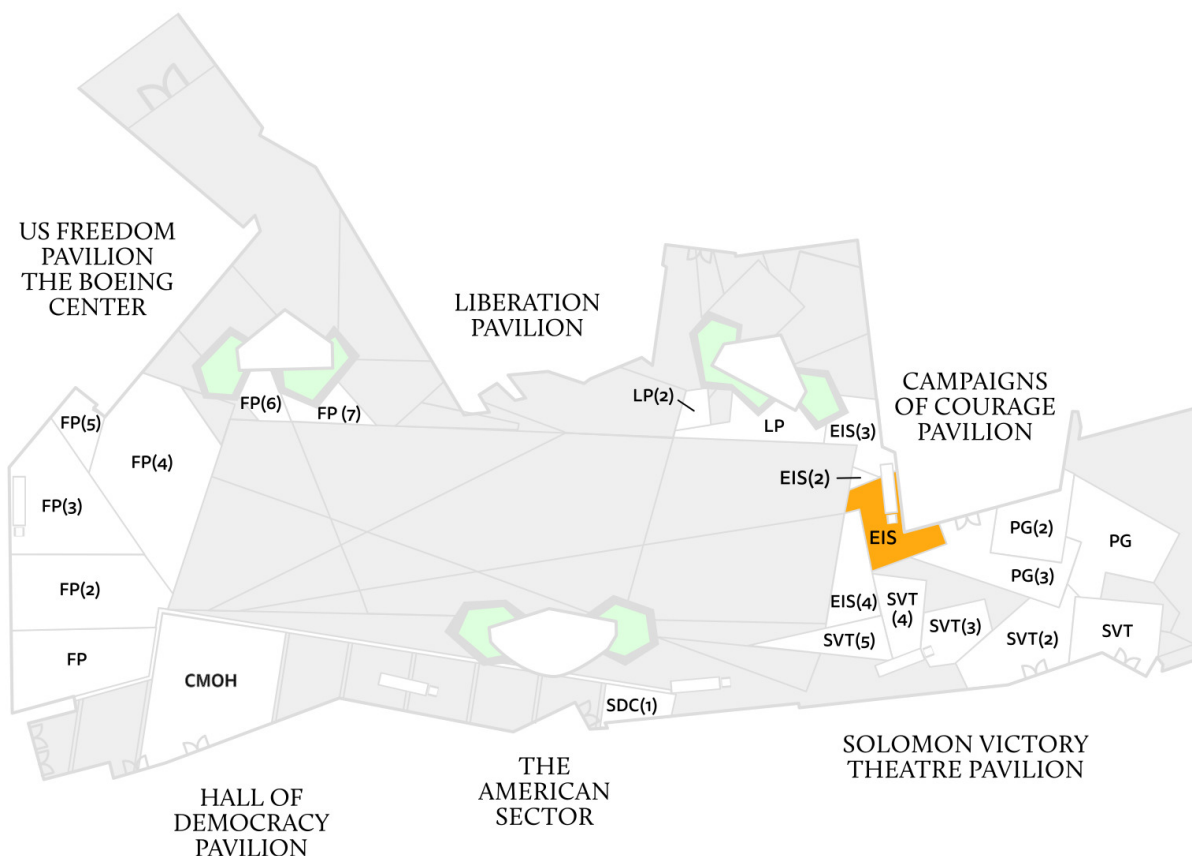 US FREEDOM
PAVILION
THE BOEING
CENTER
LIBERATION
PAVILION
CAMPAIGNS
OF COURAGE
PAVILION
LP(2)
LP
EIS(3)
FP(5)
FP(6)
FP (7)
FP(4)
EIS(2)
FP(3)
EIS
PG(2)
PG
PG(3)
FP(2)
EIS(4)
SVT
(4)
SVT(3)
SVT(5)
SVT(2)
SVT
FP
CMOH
SDC(1)
SOLOMON VICTORY
THEATRE PAVILION
THE
AMERICAN
SECTOR
HALL OF
DEMOCRACY
PAVILION